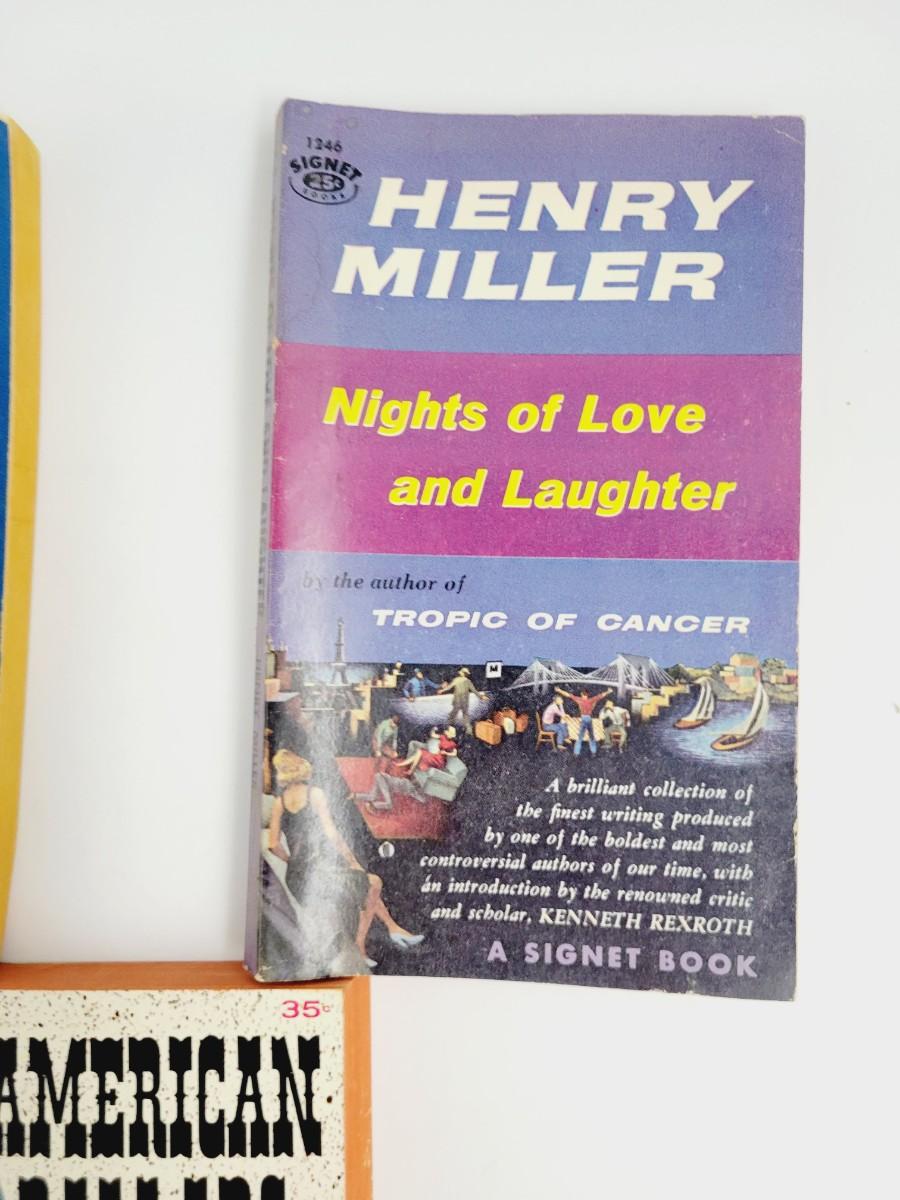 1246
SIGNET
25¢
BOOKS
HENRY
MILLER
Nights of Love
and Laughter
by the author of
TROPIC OF CANCER
A brilliant collection of
the finest writing produced
by one of the boldest and most
controversial authors of our time, with
an introduction by the renowned critic
and scholar, KENNETH REXROTH
A SIGNET BOOK
35c
AMERICAN